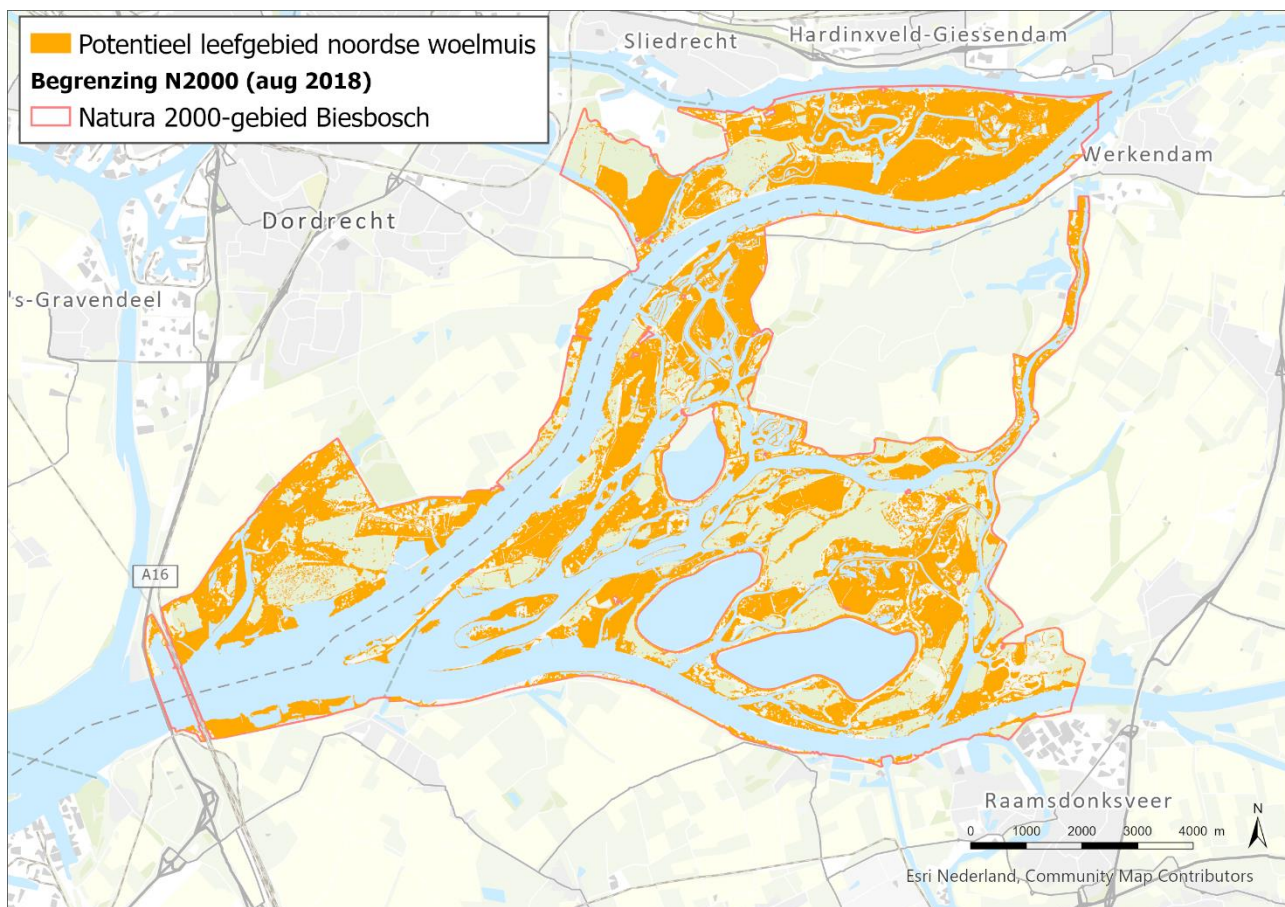 Potentieel leefgebied noordse woelmuis
Begrenzing N2000 (aug 2018)
Natura 2000-gebied Biesbosch
Sliedrecht
Hardinxveld-Giessendam
Werkendam
Dordrecht
's-Gravendeel
A16
Raamsdonksveer
N
0 1000 2000 3000 4000 m
Esri Nederland, Community Map Contributors